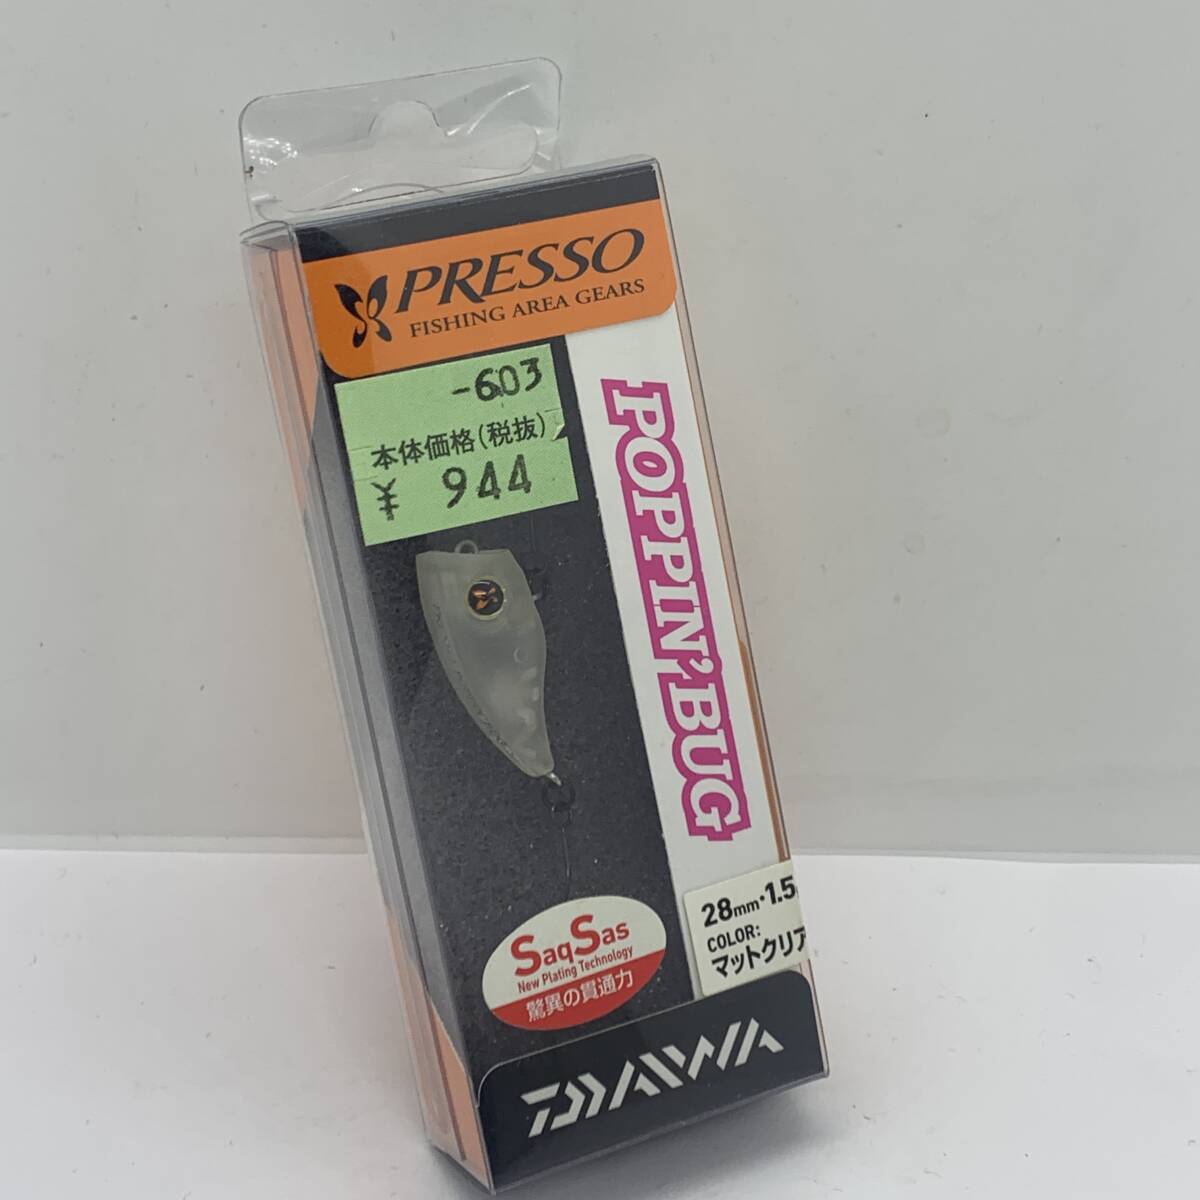 PRESSO
FISHING AREA GEARS
-603
本体価格(税抜)
¥ 944
POPPIN'BUG
28mm・1.5
COLOR:
マットクリア
SaqSas
New Plating Technology
驚異の貫通力
DAIWA